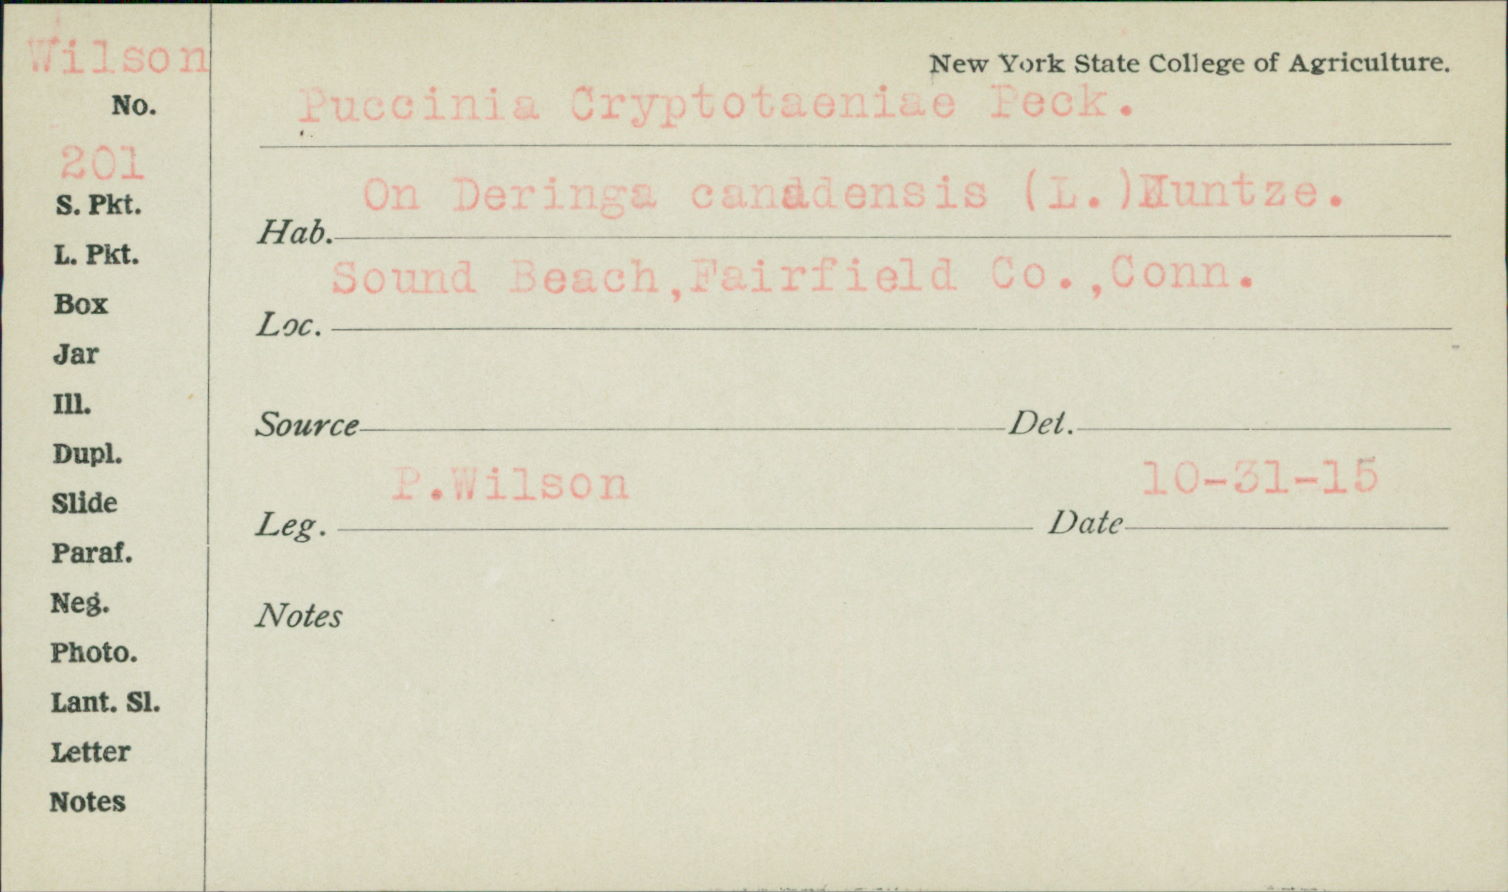 Wilson
No.
201
S. Pkt.
L. Pkt.
Box
Jar
Ill.
Dupl.
Slide
Paraf.
Neg.
Photo.
Lant. Sl.
Letter
Notes
New York State College of Agriculture.
Puccinia Cryptotaeniae Peck.
On Deringa canadensis (L.)Kuntze.
Hab.
Sound Beach,Fairfield Co.,Conn.
Loc.
Source Det.
P.Wilson 10-31-15
Leg. Date
Notes